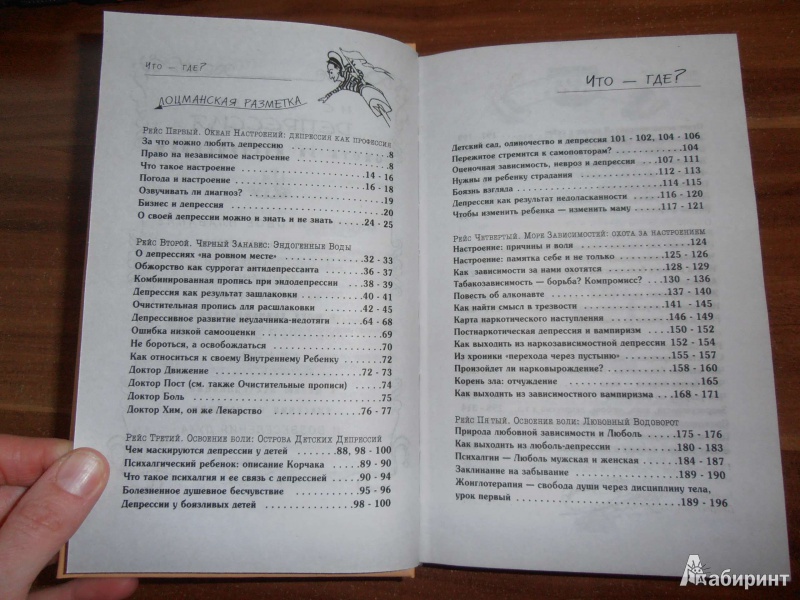 Что — где?
Лоцманская разметка
Рейс Первый. Океан Настроений: депрессия как профессия
За что можно любить депрессию ........ 8
Право на независимое настроение ........ 8
Что такое настроение ........ 14 - 16
Погода и настроение ........ 16 - 18
Озвучивать ли диагноз? ........ 19
Бизнес и депрессия ........ 20
О своей депрессии можно и знать и не знать ........ 24 - 25
Рейс Второй. Черный Занавес: Эндогенные Воды
О депрессиях «на ровном месте» ........ 32 - 33
Обжорство как суррогат антидепрессанта ........ 36 - 37
Комбинированная пропись при эндодепрессии ........ 38 - 39
Депрессия как результат зашлаковки ........ 40 - 41
Очистительная пропись для расшлаковки ........ 42 - 45
Депрессивное развитие неудачника-недотяги ........ 64 - 68
Ошибка низкой самооценки ........ 69
Не бороться, а освобождаться ........ 70
Как относиться к своему Внутреннему Ребенку ........ 72
Доктор Движение ........ 72 - 73
Доктор Пост (см. также Очистительные прописи) ........ 74
Доктор Боль ........ 75
Доктор Хим, он же Лекарство ........ 76 - 77
Рейс Третий. Освоение боли: Острова Детских Депрессий
Чем маскируются депрессии у детей ........ 88, 98 - 100
Психалгический ребенок: описание Корчака ........ 89 - 90
Что такое психалгия и ее связь с депрессией ........ 90 - 94
Болезненное душевное бесчувствие ........ 95 - 96
Депрессии у боязливых детей ........ 98 - 100
Что — где?
Детский сад, одиночество и депрессия 101 - 102, 104 - 106
Пережитое стремится к самоповторам? ........ 104
Оценочная зависимость, невроз и депрессия ........ 107 - 111
Нужны ли ребенку страдания ........ 112 - 113
Боязнь взгляда ........ 114 -115
Депрессия как результат недоласканности ........ 116 - 120
Чтобы изменить ребенка — изменить маму ........ 117 - 121
Рейс Четвертый. Море Зависимостей: охота за настроением
Настроение: причины и воля ........ 124
Настроение: памятка себе и не только ........ 125 - 126
Как зависимости за нами охотятся ........ 128 - 129
Табакозависимость — борьба? Компромисс? ........ 130 - 136
Повесть об алконавте ........ 137 - 140
Как найти смысл в трезвости ........ 141 - 145
Карта наркотического наступления ........ 146 - 149
Постнаркотическая депрессия и вампиризм ........ 150 - 152
Как выходить из наркозависимостной депрессии 152 - 154
Из хроники «перехода через пустыню» ........ 155 - 157
Произойдет ли нарковырождение? ........ 158 - 160
Корень зла: отчуждение ........ 165
Как выходить из зависимостного вампиризма ........ 168 - 171
Рейс Пятый. Освоение боли: Любовный Водоворот
Природа любовной зависимости и Люболь ........ 175 - 176
Как выходить из люболь-депрессии ........ 180 - 183
Психалгии — Люболь мужская и женская ........ 184 - 187
Заклинание на забывание ........ 189 - 190
Жонглотерапия — свобода души через дисциплину тела,
урок первый ........ 189 - 196
Лабиринт